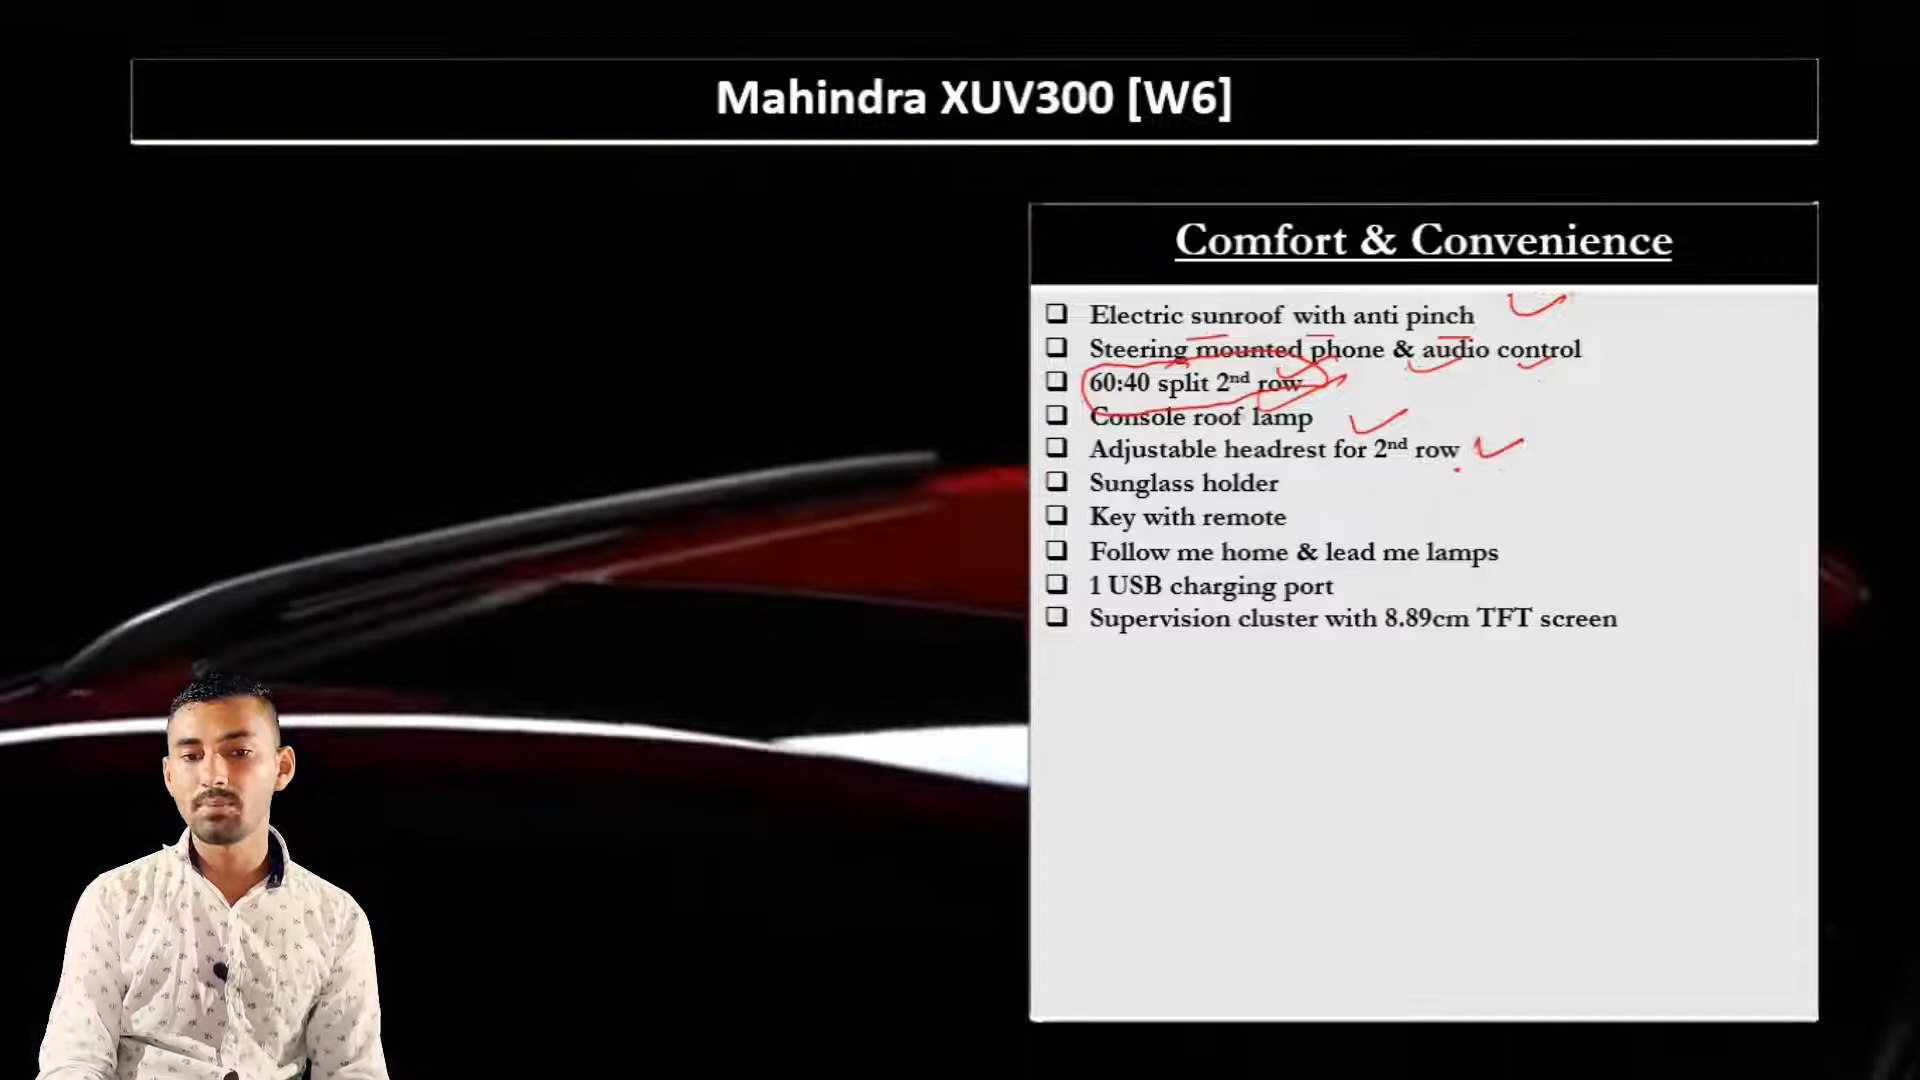 Mahindra XUV300 [W6]
Comfort & Convenience
Electric sunroof with anti pinch
Steering mounted phone & audio control
60:40 split 2nd row
Console roof lamp
Adjustable headrest for 2nd row
Sunglass holder
Key with remote
Follow me home & lead me lamps
1 USB charging port
Supervision cluster with 8.89cm TFT screen